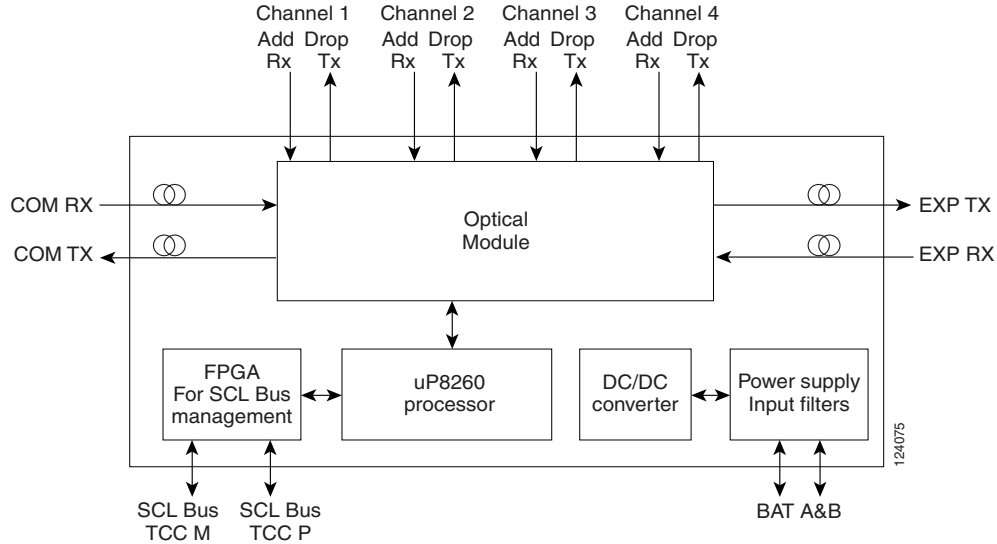 Channel 1 Channel 2 Channel 3 Channel 4
Add Drop Add Drop Add Drop Add Drop
Rx Tx Rx Tx Rx Tx Rx Tx
COM RX
EXP TX
Optical
Module
COM TX
EXP RX
FPGA
For SCL Bus
management
uP8260
processor
DC/DC
converter
Power supply
Input filters
124075
SCL Bus
TCC M
SCL Bus
TCC P
BAT A&B